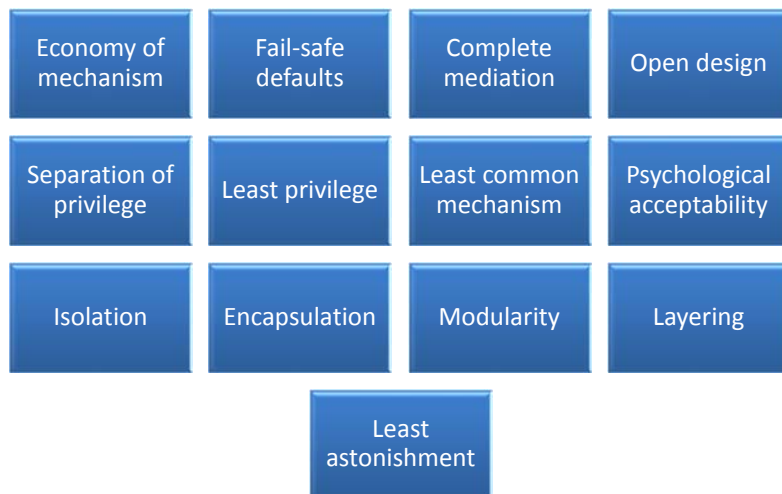 Economy of
mechanism
Fail-safe
defaults
Complete
mediation
Open design
Separation of
privilege
Least privilege
Least common
mechanism
Psychological
acceptability
Isolation
Encapsulation
Modularity
Layering
Least
astonishment